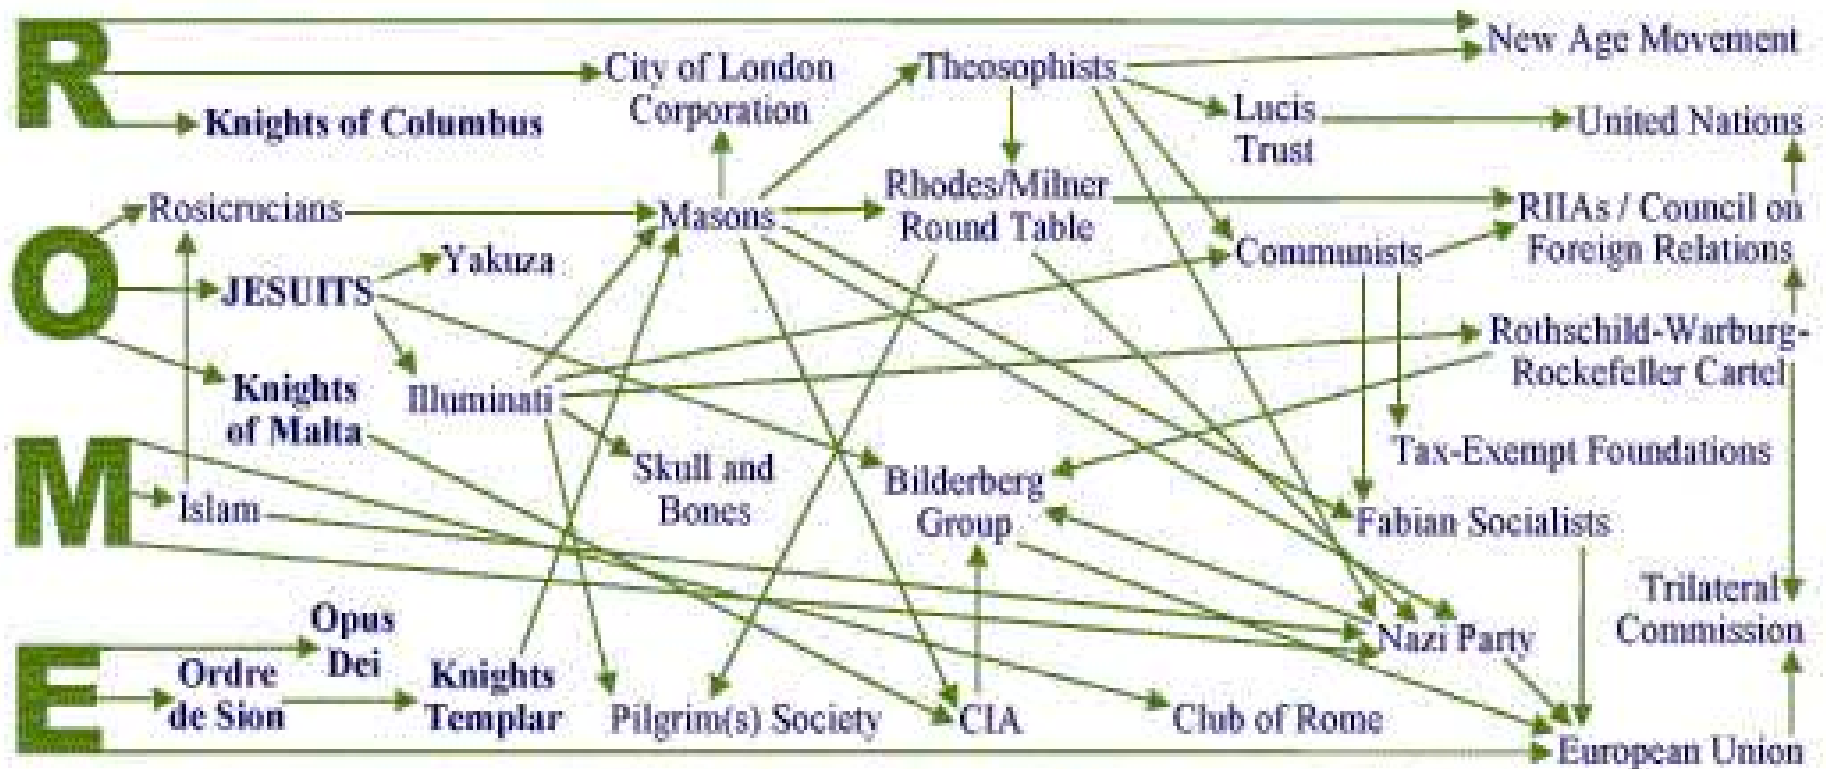 R
O
M
E
New Age Movement
City of London
Corporation
Theosophists
Knights of Columbus
Lucis
Trust
United Nations
Rosicrucians
Masons
Rhodes/Milner
Round Table
RIIAs / Council on
Foreign Relations
Yakuza
Communists
JESUITS
Knights
of Malta
Illuminati
Rothschild-Warburg-
Rockefeller Cartel
Tax-Exempt Foundations
Skull and
Bones
Bilderberg
Group
Islam
Fabian Socialists
Trilateral
Commission
Opus
Dei
Nazi Party
Ordre
de Sion
Knights
Templar
Pilgrim(s) Society
CIA
Club of Rome
European Union